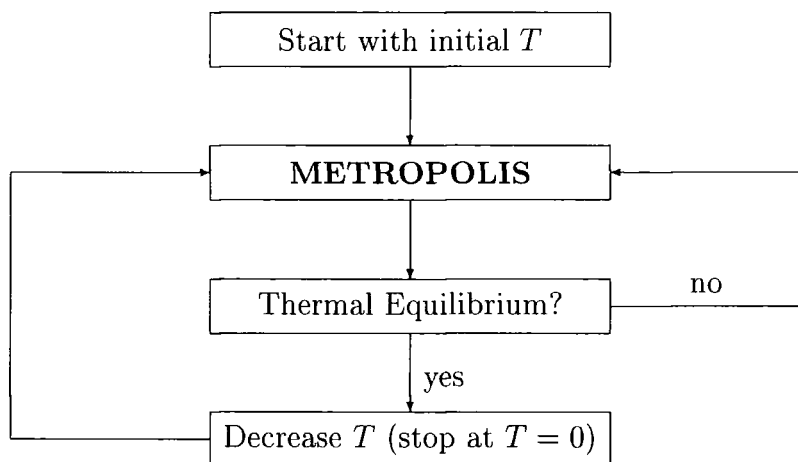 Start with initial T
METROPOLIS
Thermal Equilibrium?
no
yes
Decrease T (stop at T = 0)